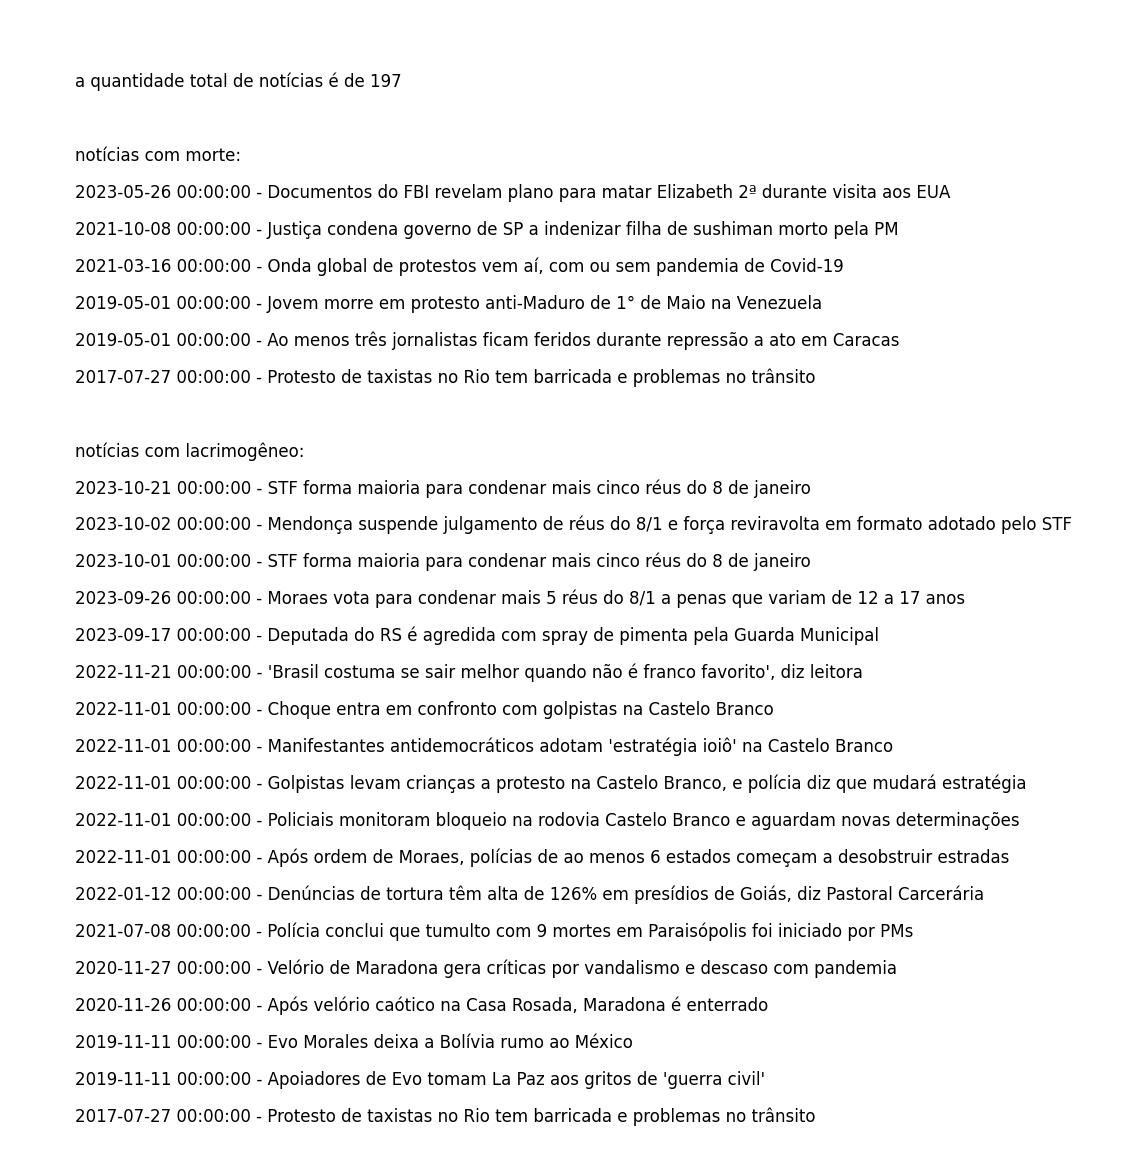 a quantidade total de notícias é de 197
notícias com morte:
2023-05-26 00:00:00 - Documentos do FBI revelam plano para matar Elizabeth 2ª durante visita aos EUA
2021-10-08 00:00:00 - Justiça condena governo de SP a indenizar filha de sushiman morto pela PM
2021-03-16 00:00:00 - Onda global de protestos vem aí, com ou sem pandemia de Covid-19
2019-05-01 00:00:00 - Jovem morre em protesto anti-Maduro de 1° de Maio na Venezuela
2019-05-01 00:00:00 - Ao menos três jornalistas ficam feridos durante repressão a ato em Caracas
2017-07-27 00:00:00 - Protesto de taxistas no Rio tem barricada e problemas no trânsito
notícias com lacrimogêneo:
2023-10-21 00:00:00 - STF forma maioria para condenar mais cinco réus do 8 de janeiro
2023-10-02 00:00:00 - Mendonça suspende julgamento de réus do 8/1 e força reviravolta em formato adotado pelo STF
2023-10-01 00:00:00 - STF forma maioria para condenar mais cinco réus do 8 de janeiro
2023-09-26 00:00:00 - Moraes vota para condenar mais 5 réus do 8/1 a penas que variam de 12 a 17 anos
2023-09-17 00:00:00 - Deputada do RS é agredida com spray de pimenta pela Guarda Municipal
2022-11-21 00:00:00 - 'Brasil costuma se sair melhor quando não é franco favorito', diz leitora
2022-11-01 00:00:00 - Choque entra em confronto com golpistas na Castelo Branco
2022-11-01 00:00:00 - Manifestantes antidemocráticos adotam 'estratégia ioiô' na Castelo Branco
2022-11-01 00:00:00 - Golpistas levam crianças a protesto na Castelo Branco, e polícia diz que mudará estratégia
2022-11-01 00:00:00 - Policiais monitoram bloqueio na rodovia Castelo Branco e aguardam novas determinações
2022-11-01 00:00:00 - Após ordem de Moraes, polícias de ao menos 6 estados começam a desobstruir estradas
2022-01-12 00:00:00 - Denúncias de tortura têm alta de 126% em presídios de Goiás, diz Pastoral Carcerária
2021-07-08 00:00:00 - Polícia conclui que tumulto com 9 mortes em Paraisópolis foi iniciado por PMs
2020-11-27 00:00:00 - Velório de Maradona gera críticas por vandalismo e descaso com pandemia
2020-11-26 00:00:00 - Após velório caótico na Casa Rosada, Maradona é enterrado
2019-11-11 00:00:00 - Evo Morales deixa a Bolívia rumo ao México
2019-11-11 00:00:00 - Apoiadores de Evo tomam La Paz aos gritos de 'guerra civil'
2017-07-27 00:00:00 - Protesto de taxistas no Rio tem barricada e problemas no trânsito